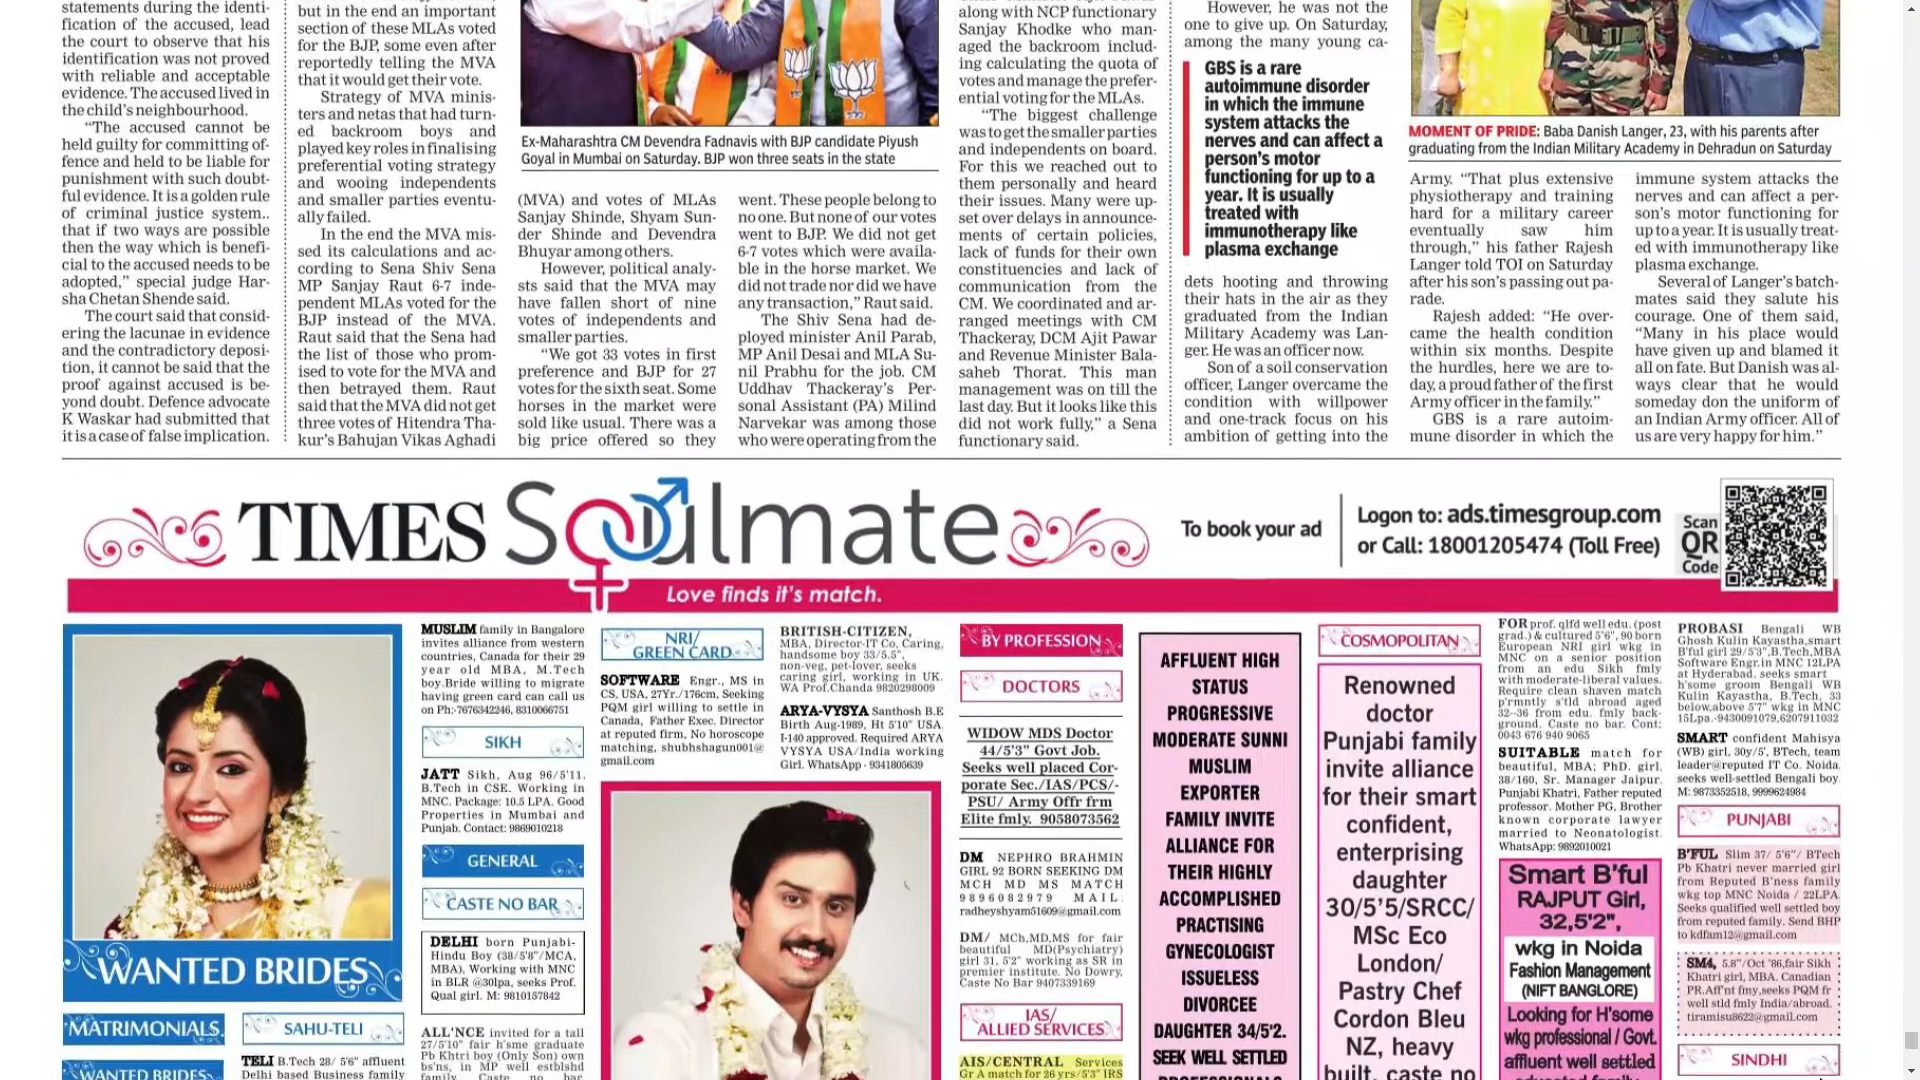 statements during the identi-
fication of the accused, lead
the court to observe that his
identification was not proved
with reliable and acceptable
evidence. The accused lived in
the child's neighbourhood.
"The accused cannot be
held guilty for committing of-
fence and held to be liable for
punishment with such doubt-
ful evidence. It is a golden rule
of criminal justice system..
that if two ways are possible
then the way which is benefi-
cial to the accused needs to be
adopted," special judge Har-
sha Chetan Shende said.
The court said that consid-
ering the lacunae in evidence
and the contradictory deposi-
tion, it cannot be said that the
proof against accused is be-
yond doubt. Defence advocate
K Waskar had submitted that
it is a case of false implication.
but in the end an important
section of these MLAs voted
for the BJP, some even after
reportedly telling the MVA
that it would get their vote.
Strategy of MVA minis-
ters and netas that had turn-
ed backroom boys and
played key roles in finalising
preferential voting strategy
and wooing independents
and smaller parties eventu-
ally failed.
In the end the MVA mis-
sed its calculations and ac-
cording to Sena Shiv Sena
MP Sanjay Raut 6-7 inde-
pendent MLAs voted for the
BJP instead of the MVA.
Raut said that the Sena had
the list of those who prom-
ised to vote for the MVA and
then betrayed them. Raut
said that the MVA did not get
three votes of Hitendra Tha-
kur's Bahujan Vikas Aghadi
Ex-Maharashtra CM Devendra Fadnavis with BJP candidate Piyush
Goyal in Mumbai on Saturday. BJP won three seats in the state
(MVA) and votes of MLAs
Sanjay Shinde, Shyam Sun-
der Shinde and Devendra
Bhuyar among others.
However, political analy-
sts said that the MVA may
have fallen short of nine
votes of independents and
smaller parties.
"We got 33 votes in first
preference and BJP for 27
votes for the sixth seat. Some
horses in the market were
sold like usual. There was a
big price offered so they
went. These people belong to
no one. But none of our votes
went to BJP. We did not get
6-7 votes which were availa-
ble in the horse market. We
did not trade nor did we have
any transaction," Raut said.
The Shiv Sena had de-
ployed minister Anil Parab,
MP Anil Desai and MLA Su-
nil Prabhu for the job. CM
Uddhav Thackeray's Per-
sonal Assistant (PA) Milind
Narvekar was among those
who were operating from the
along with NCP functionary
Sanjay Khodke who man-
aged the backroom includ-
ing calculating the quota of
votes and manage the prefer-
ential voting for the MLAs.
"The biggest challenge
was to get the smaller parties
and independents on board.
For this we reached out to
them personally and heard
their issues. Many were up-
set over delays in announce-
ments of certain policies,
lack of funds for their own
constituencies and lack of
communication from the
CM. We coordinated and ar-
ranged meetings with CM
Thackeray, DCM Ajit Pawar
and Revenue Minister Bala-
saheb Thorat. This man
management was on till the
last day. But it looks like this
did not work fully," a Sena
functionary said.
However, he was not the
one to give up. On Saturday,
among the many young ca-
GBS is a rare
autoimmune disorder
in which the immune
system attacks the
nerves and can affect a
person's motor
functioning for up to a
year. It is usually
treated with
immunotherapy like
plasma exchange
dets hooting and throwing
their hats in the air as they
graduated from the Indian
Military Academy was Lan-
ger. He was an officer now.
Son of a soil conservation
officer, Langer overcame the
condition with willpower
and one-track focus on his
ambition of getting into the
MOMENT OF PRIDE: Baba Danish Langer, 23, with his parents after
graduating from the Indian Military Academy in Dehradun on Saturday
Army. "That plus extensive
physiotherapy and training
hard for a military career
eventually saw him
through," his father Rajesh
Langer told TOI on Saturday
after his son's passing out pa-
rade.
Rajesh added: "He over-
came the health condition
within six months. Despite
the hurdles, here we are to-
day, a proud father of the first
Army officer in the family."
GBS is a rare autoim-
mune disorder in which the
immune system attacks the
nerves and can affect a per-
son's motor functioning for
up to a year. It is usually treat-
ed with immunotherapy like
plasma exchange.
Several of Langer's batch-
mates said they salute his
courage. One of them said,
"Many in his place would
have given up and blamed it
all on fate. But Danish was al-
ways clear that he would
someday don the uniform of
an Indian Army officer. All of
us are very happy for him."
TIMES Soulmate
Love finds it's match.
To book your ad
Logon to: ads.timesgroup.com
or Call: 18001205474 (Toll Free)
Scan
QR
Code
WANTED BRIDES
MATRIMONIALS
WANTED BRIDES
SAHU-TELI
TELI B.Tech 28/ 5'6" affluent
Delhi based Business family
MUSLIM family in Bangalore
invites alliance from western
countries, Canada for their 29
year old MBA, M.Tech
boy.Bride willing to migrate
having green card can call us
on Ph:-7676342246, 8310066751
SIKH
JATT Sikh, Aug 96/5'11,
B.Tech in CSE. Working in
MNC. Package: 10.5 LPA. Good
Properties in Mumbai and
Punjab. Contact: 9869010218
GENERAL
CASTE NO BAR
DELHI born Punjabi-
Hindu Boy (38/5'8"/MCA,
MBA), Working with MNC
in BLR @30lpa, seeks Prof.
Qual girl. M: 9810157842
ALL'NCE invited for a tall
27/5'10" fair h'sme graduate
Pb Khtri boy (Only Son) own
bs'ns, in MP well estblshd
family. Caste no bar.
NRI/
GREEN CARD
SOFTWARE Engr., MS in
CS, USA, 27Yr./176cm, Seeking
PQM girl willing to settle in
Canada, Father Exec. Director
at reputed firm, No horoscope
matching, shubhshagun001@
gmail.com
BRITISH-CITIZEN,
MBA, Director-IT Co, Caring,
handsome boy 33/5.5",
non-veg, pet-lover, seeks
caring girl, working in UK.
WA Prof.Chanda 9820298009
ARYA-VYSYA Santhosh B.E
Birth Aug-1989, Ht 5'10" USA.
I-140 approved. Required ARYA
VYSYA USA/India working
Girl. WhatsApp - 9341805639
BY PROFESSION
DOCTORS
WIDOW MDS Doctor
44/5'3" Govt Job.
Seeks well placed Cor-
porate Sec./IAS/PCS/-
PSU/ Army Offr frm
Elite fmly. 9058073562
DM NEPHRO BRAHMIN
GIRL 92 BORN SEEKING DM
MCH MD MS MATCH
9896082979 MAIL:
radheyshyam51609@gmail.com
DM/ MCh,MD,MS for fair
beautiful MD(Psychiatry)
girl 31, 5'2" working as SR in
premier institute. No Dowry,
Caste No Bar 9407339169
IAS/
ALLIED SERVICES
AIS/CENTRAL Services
Gr A match for 26 yrs/5'3" IRS
AFFLUENT HIGH
STATUS
PROGRESSIVE
MODERATE SUNNI
MUSLIM
EXPORTER
FAMILY INVITE
ALLIANCE FOR
THEIR HIGHLY
ACCOMPLISHED
PRACTISING
GYNECOLOGIST
ISSUELESS
DIVORCEE
DAUGHTER 34/5'2.
SEEK WELL SETTLED
PROFESSIONALS
COSMOPOLITAN
Renowned
doctor
Punjabi family
invite alliance
for their smart
confident,
enterprising
daughter
30/5'5/SRCC/
MSc Eco
London/
Pastry Chef
Cordon Bleu
NZ, heavy
built, caste no
FOR prof. qlfd well edu. (post
grad.) & cultured 5'6", 90 born
European NRI girl wkg in
MNC on a senior position
from an edu Sikh fmly
with moderate-liberal values.
Require clean shaven match
p'rmntly s'tld abroad aged
32--36 from edu. fmly back-
ground. Caste no bar. Cont:
0043 676 940 9065
SUITABLE match for
beautiful, MBA; PhD. girl,
38/160, Sr. Manager Jaipur.
Punjabi Khatri, Father reputed
professor. Mother PG, Brother
known corporate lawyer
married to Neonatologist.
WhatsApp: 9892010021
Smart B'ful
RAJPUT Girl,
32,5'2",
wkg in Noida
Fashion Management
(NIFT BANGLORE)
Looking for H'some
wkg professional / Govt.
affluent well settled
PROBASI Bengali WB
Ghosh Kulin Kayastha,smart
B'ful girl 29/5'3",B.Tech,MBA
Software Engr.in MNC 12LPA
at Hyderabad. seeks smart
h'some groom Bengali WB
Kulin Kayastha, B.Tech, 33
below,above 5'7" wkg in MNC
15Lpa.-9430091079,6207911032
SMART confident Mahisya
(WB) girl, 30y/5', BTech, team
leader@reputed IT Co. Noida.
seeks well-settled Bengali boy.
M: 9873352518, 9999624984
PUNJABI
B'FUL Slim 37/ 5'6"/ BTech
Pb Khatri never married girl
from Reputed B'ness family
wkg top MNC Noida / 22LPA.
Seeks qualified well settled boy
from reputed family. Send BHP
to kdfam12@gmail.com
SM4, 5.8"/Oct '86,fair Sikh
Khatri girl, MBA. Canadian
PR.Aff'nt fmy,seeks PQM fr
well stld fmly India/abroad.
tiramisu8622@gmail.com
SINDHI